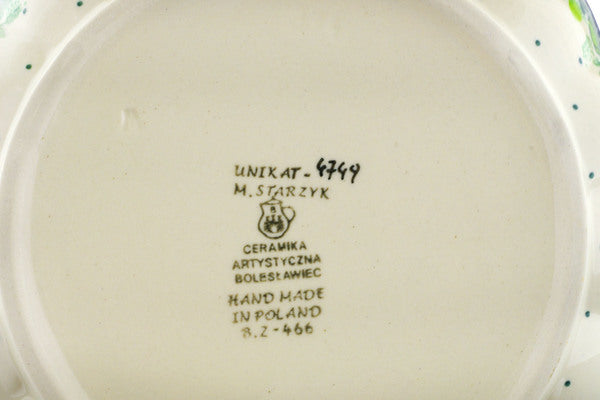 UNIKAT-4749
M. STARZYK
CERAMIKA
ARTYSTYCZNA
BOLESŁAWIEC
HAND MADE
IN POLAND
B.Z-466